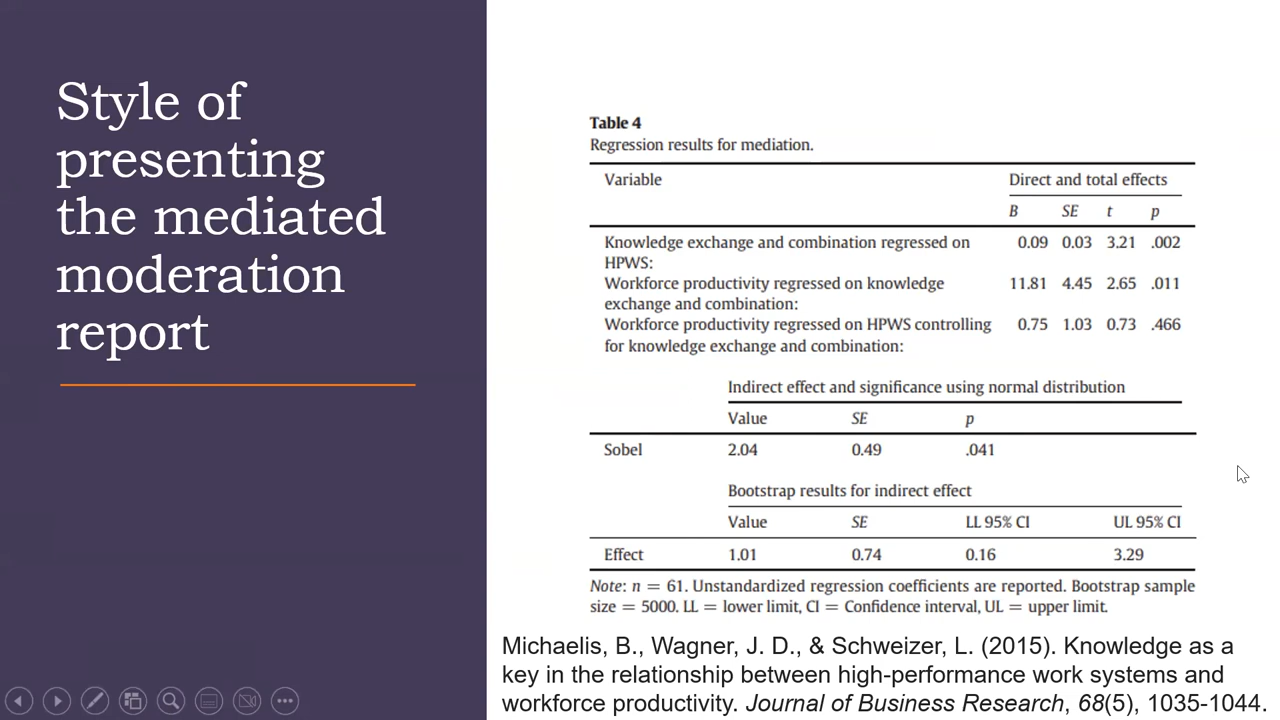 Style of
presenting
the mediated
moderation
report
Table 4
Regression results for mediation.
Variable Direct and total effects
B SE t p
Knowledge exchange and combination regressed on 0.09 0.03 3.21 .002
HPWS:
Workforce productivity regressed on knowledge 11.81 4.45 2.65 .011
exchange and combination:
Workforce productivity regressed on HPWS controlling 0.75 1.03 0.73 .466
for knowledge exchange and combination:
Indirect effect and significance using normal distribution
Value SE p
Sobel 2.04 0.49 .041
Bootstrap results for indirect effect
Value SE LL 95% CI UL 95% CI
Effect 1.01 0.74 0.16 3.29
Note: n = 61. Unstandardized regression coefficients are reported. Bootstrap sample
size = 5000. LL = lower limit, CI = Confidence interval, UL = upper limit.
Michaelis, B., Wagner, J. D., & Schweizer, L. (2015). Knowledge as a
key in the relationship between high-performance work systems and
workforce productivity. Journal of Business Research, 68(5), 1035-1044.